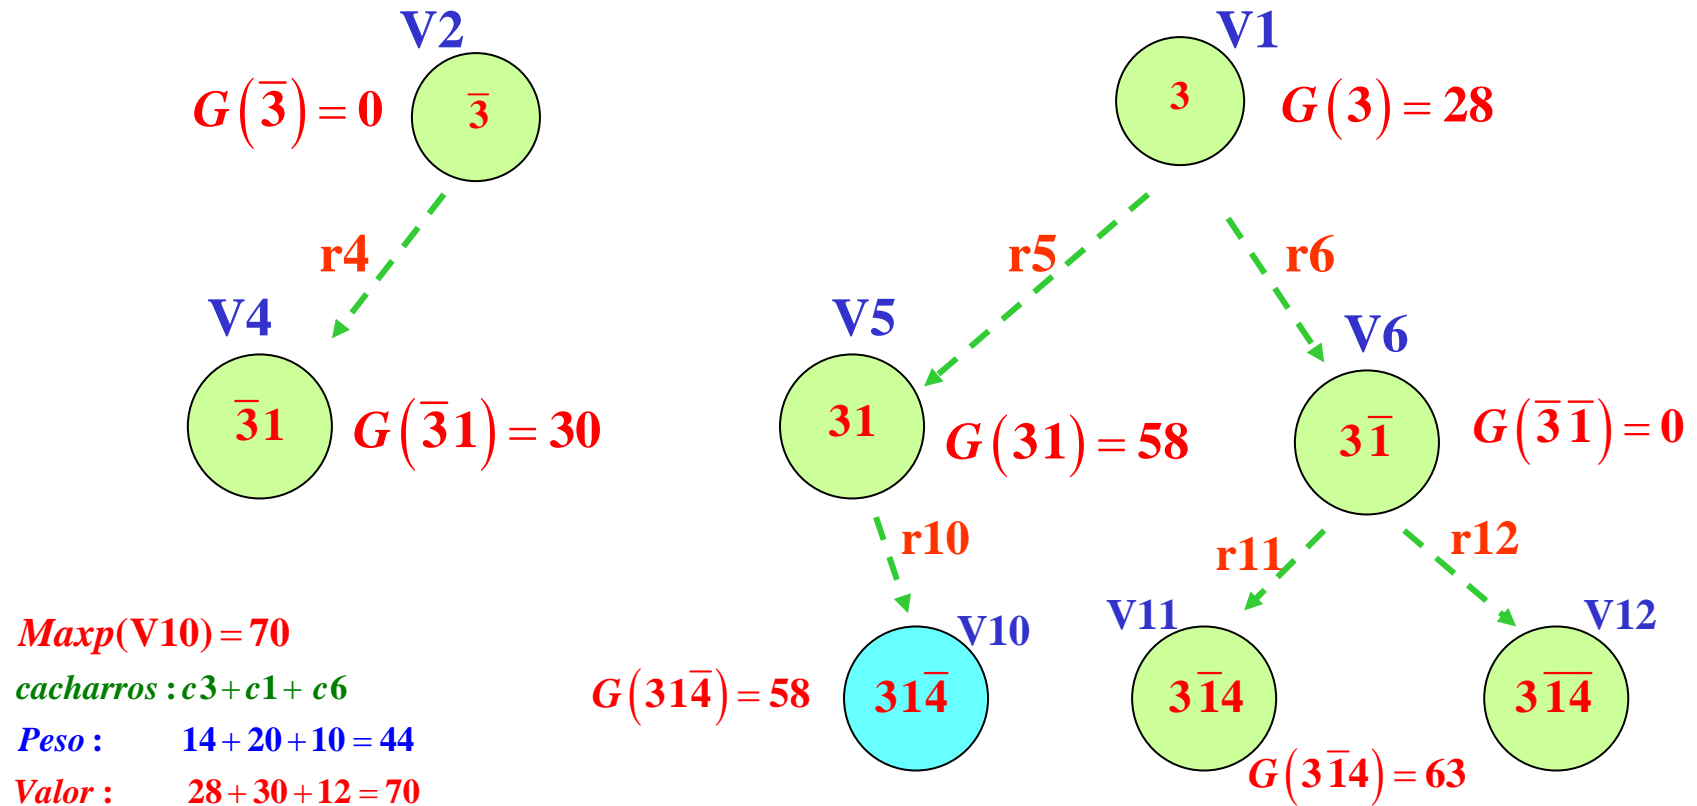 V2
V1
G(3̅) = 0
3̅
3
G(3) = 28
r4
r5
r6
V4
V5
V6
3̅1
G(3̅1) = 30
31
G(31) = 58
31̅
G(3̅ 1̅) = 0
r10
r11
r12
Maxp(V10) = 70
V10
V11
V12
cacharros : c3 + c1 + c6
G(314̅) = 58
314̅
31̅4
31̅4̅
Peso : 14 + 20 + 10 = 44
G(31̅4) = 63
Valor : 28 + 30 + 12 = 70